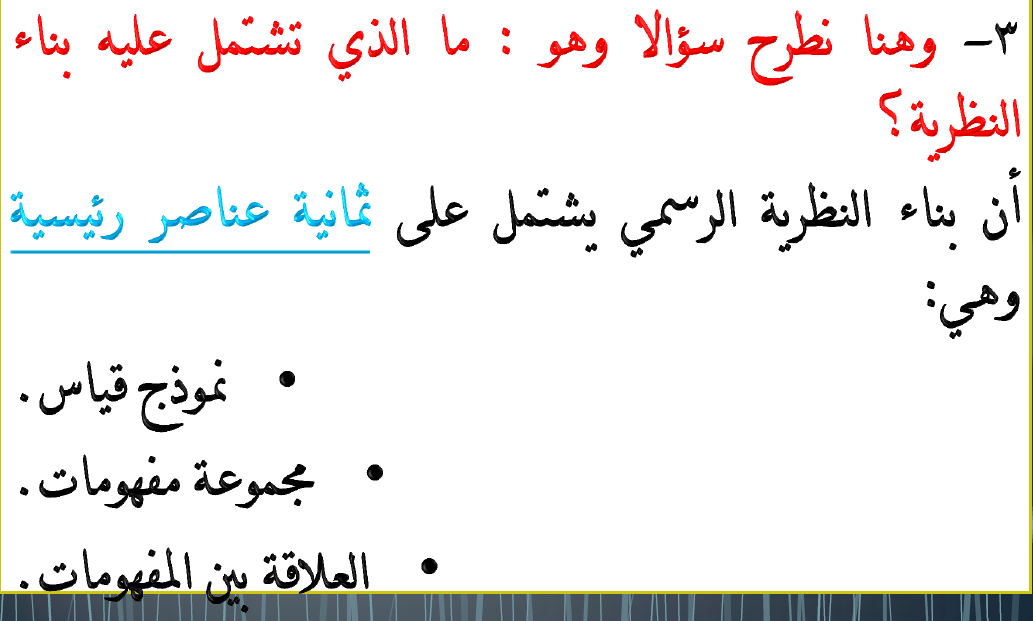 ٣- وهنا نطرح سؤالا وهو : ما الذي تشتمل عليه بناء
النظرية؟
أن بناء النظرية الرسمي يشتمل على ثمانية عناصر رئيسية
وهي:
• نموذج قياس .
• مجموعة مفهومات .
• العلاقة بين المفهومات .